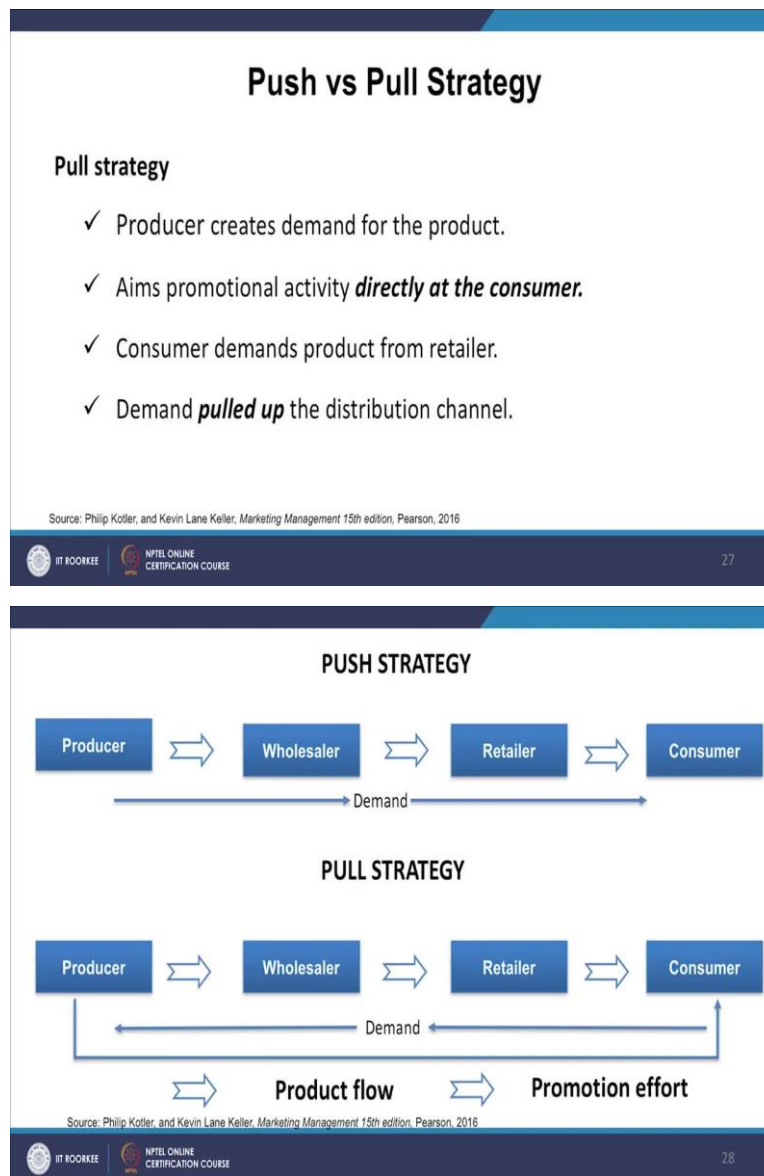 Push vs Pull Strategy
Pull strategy
✓ Producer creates demand for the product.
✓ Aims promotional activity directly at the consumer.
✓ Consumer demands product from retailer.
✓ Demand pulled up the distribution channel.
Source: Philip Kotler, and Kevin Lane Keller, Marketing Management 15th edition, Pearson, 2016
IIT ROORKEE
NPTEL ONLINE
CERTIFICATION COURSE
27
PUSH STRATEGY
Producer
Wholesaler
Retailer
Consumer
Demand
PULL STRATEGY
Producer
Wholesaler
Retailer
Consumer
Demand
Product flow
Promotion effort
Source: Philip Kotler, and Kevin Lane Keller, Marketing Management 15th edition, Pearson, 2016
IIT ROORKEE
NPTEL ONLINE
CERTIFICATION COURSE
28